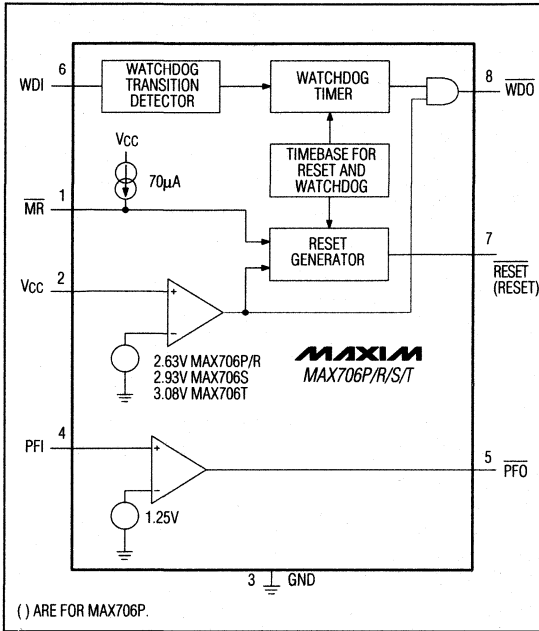 WDI
6
WATCHDOG
TRANSITION
DETECTOR
WATCHDOG
TIMER
8
WDO
VCC
70µA
TIMEBASE FOR
RESET AND
WATCHDOG
1
MR
RESET
GENERATOR
7
RESET
(RESET)
2
VCC
+
−
2.63V MAX706P/R
2.93V MAX706S
3.08V MAX706T
MAXIM
MAX706P/R/S/T
4
PFI
+
−
5
PFO
1.25V
3
GND
( ) ARE FOR MAX706P.